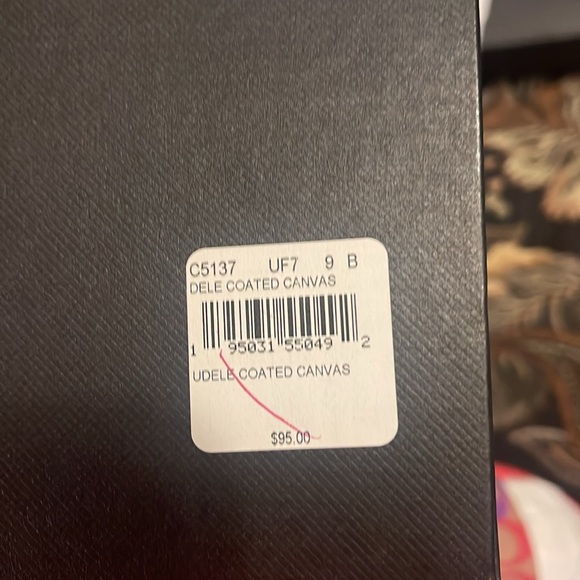 C5137 UF7 9 B
DELE COATED CANVAS
1 95031 55049 2
UDELE COATED CANVAS
$95.00